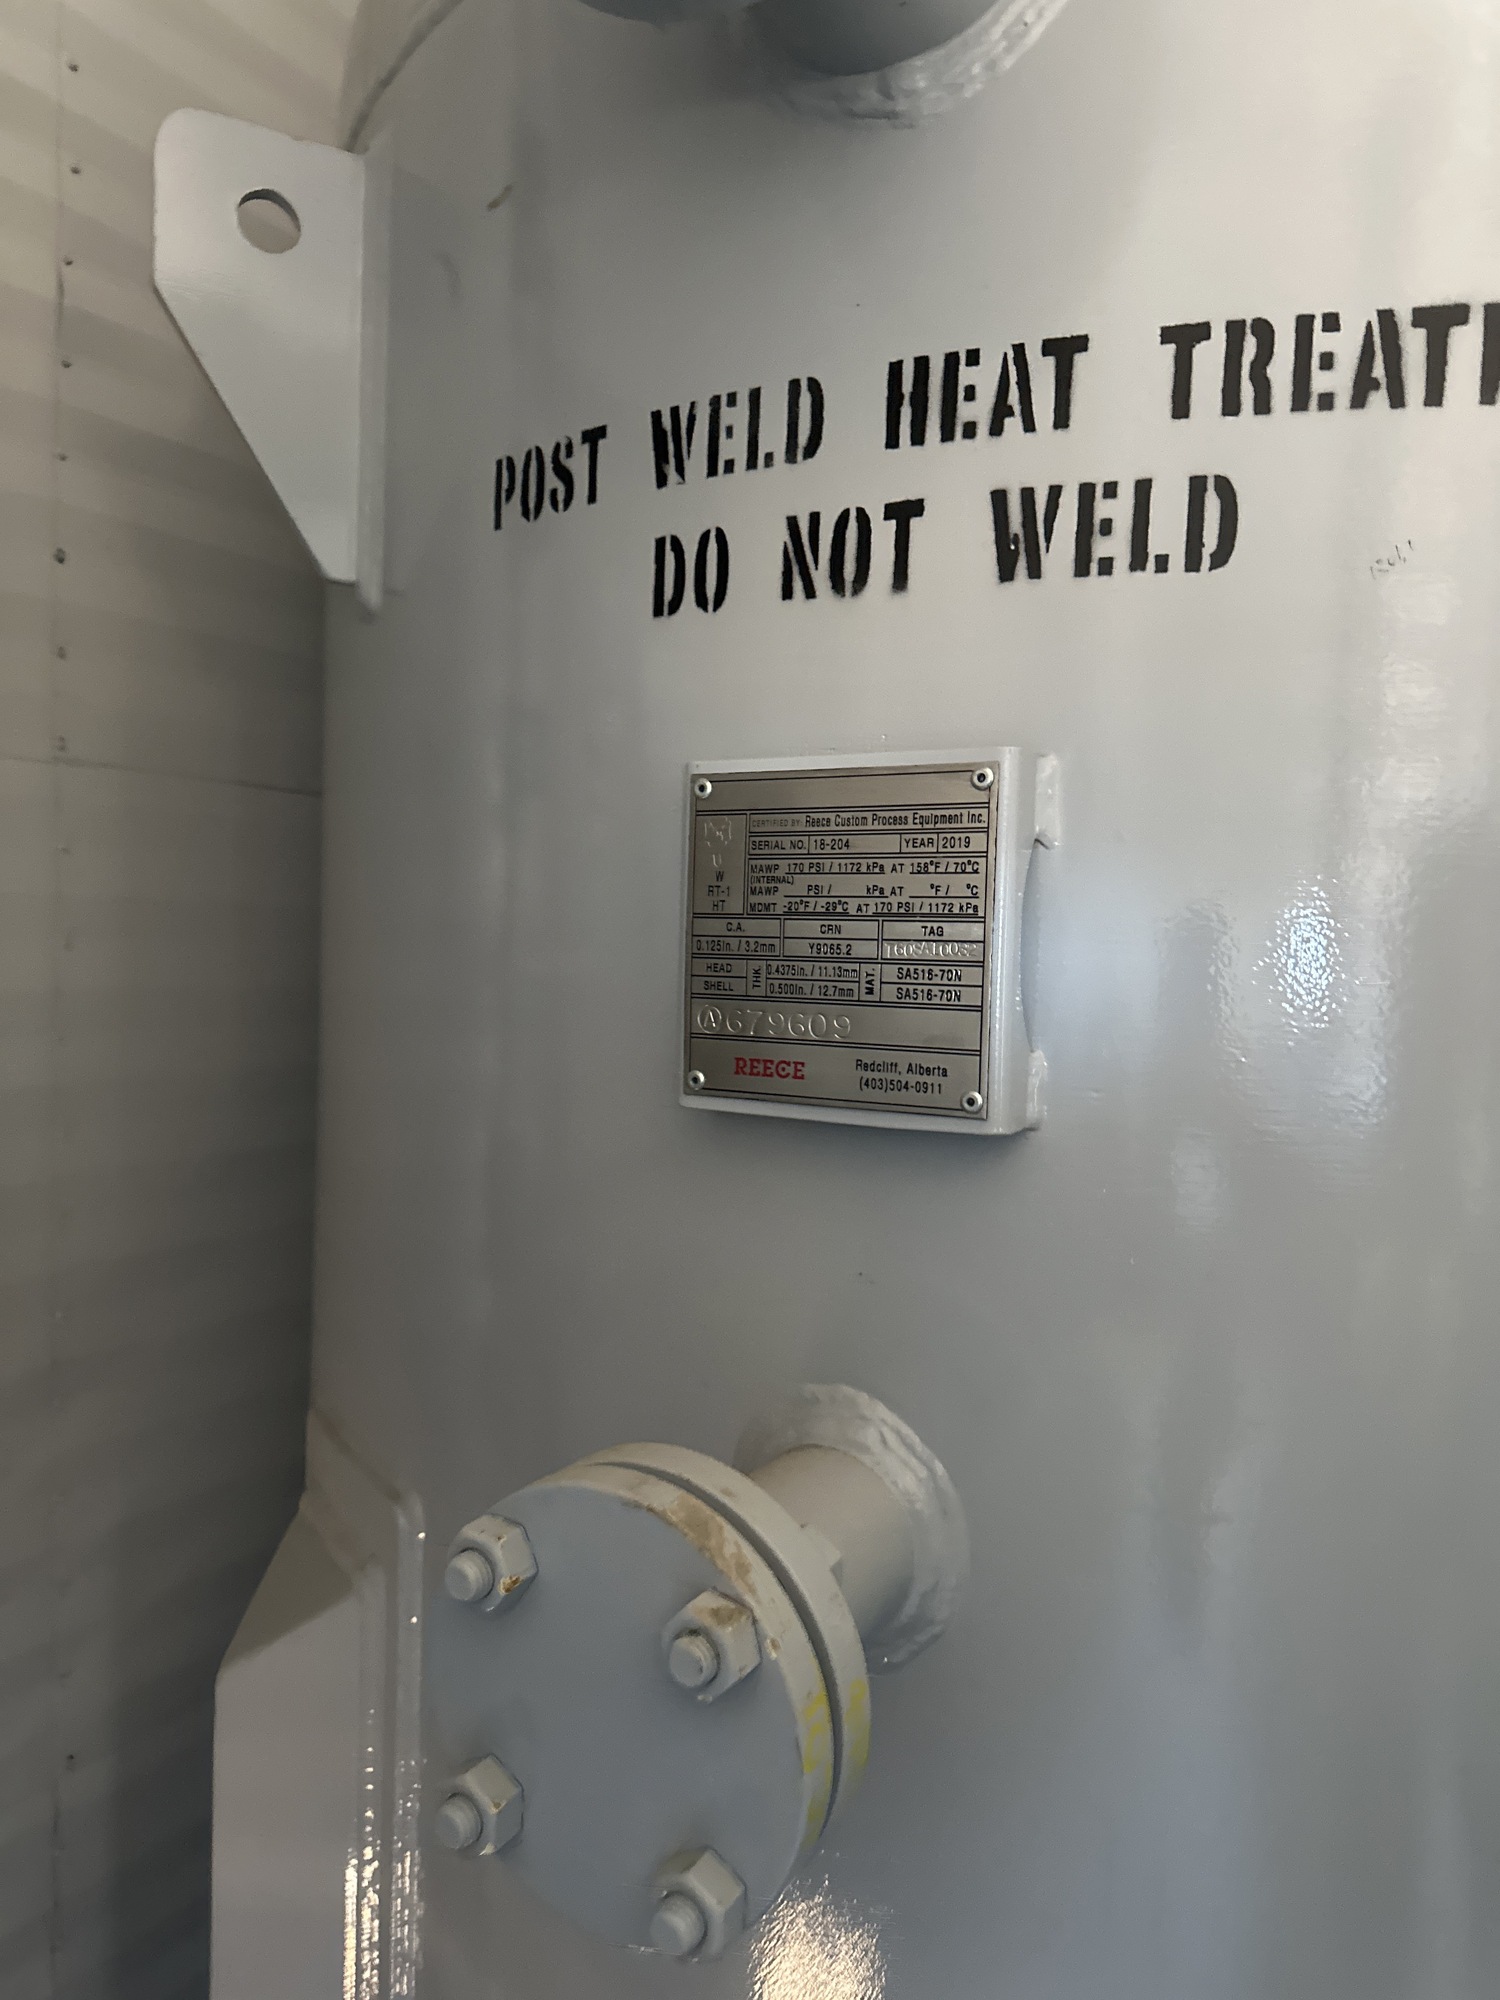 POST WELD HEAT TREAT
DO NOT WELD
CERTIFIED BY: Reece Custom Process Equipment Inc.
SERIAL NO. 18-204 YEAR 2019
U
W
RT-1
HT
MAWP 170 PSI / 1172 kPa AT 158°F / 70°C
(INTERNAL)
MAWP PSI / kPa AT °F / °C
MDMT -20°F / -29°C AT 170 PSI / 1172 kPa
C.A. CRN TAG
0.125in. / 3.2mm Y9065.2
HEAD THK. 0.4375in. / 11.13mm MAT. SA516-70N
SHELL 0.500in. / 12.7mm SA516-70N
A679609
REECE Redcliff, Alberta
(403)504-0911